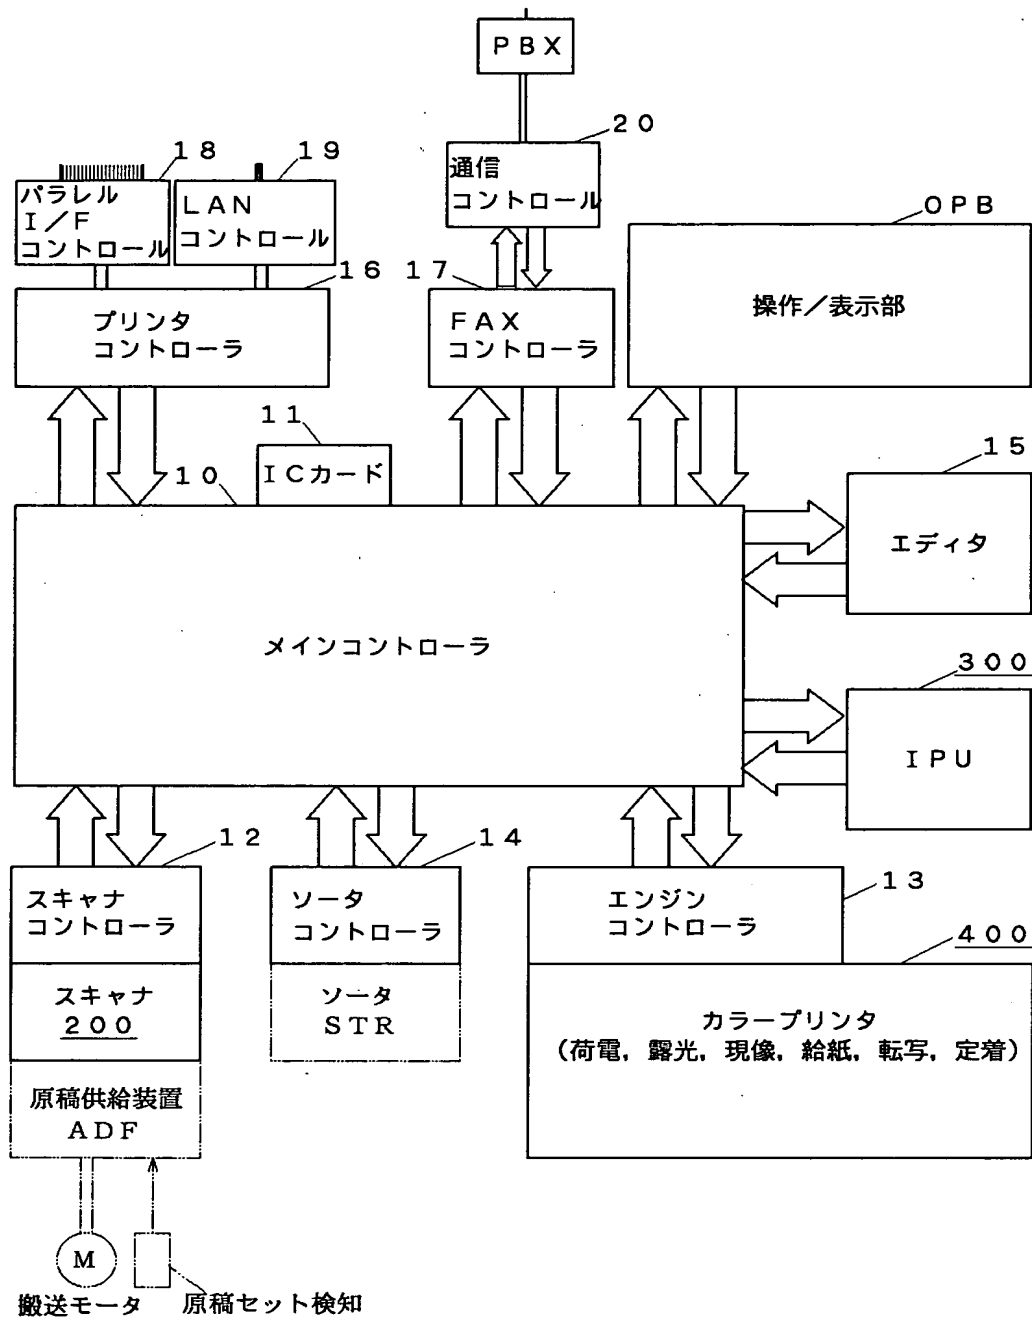 PBX
20
18
19
通信
コントロール
パラレル
I/F
コントロール
LAN
コントロール
OPB
16
17
プリンタ
コントローラ
FAX
コントローラ
操作/表示部
11
ICカード
10
15
エディタ
メインコントローラ
300
IPU
12
14
13
スキャナ
コントローラ
ソータ
コントローラ
エンジン
コントローラ
400
スキャナ
200
ソータ
STR
カラープリンタ
(荷電,露光,現像,給紙,転写,定着)
原稿供給装置
ADF
M
搬送モータ
原稿セット検知